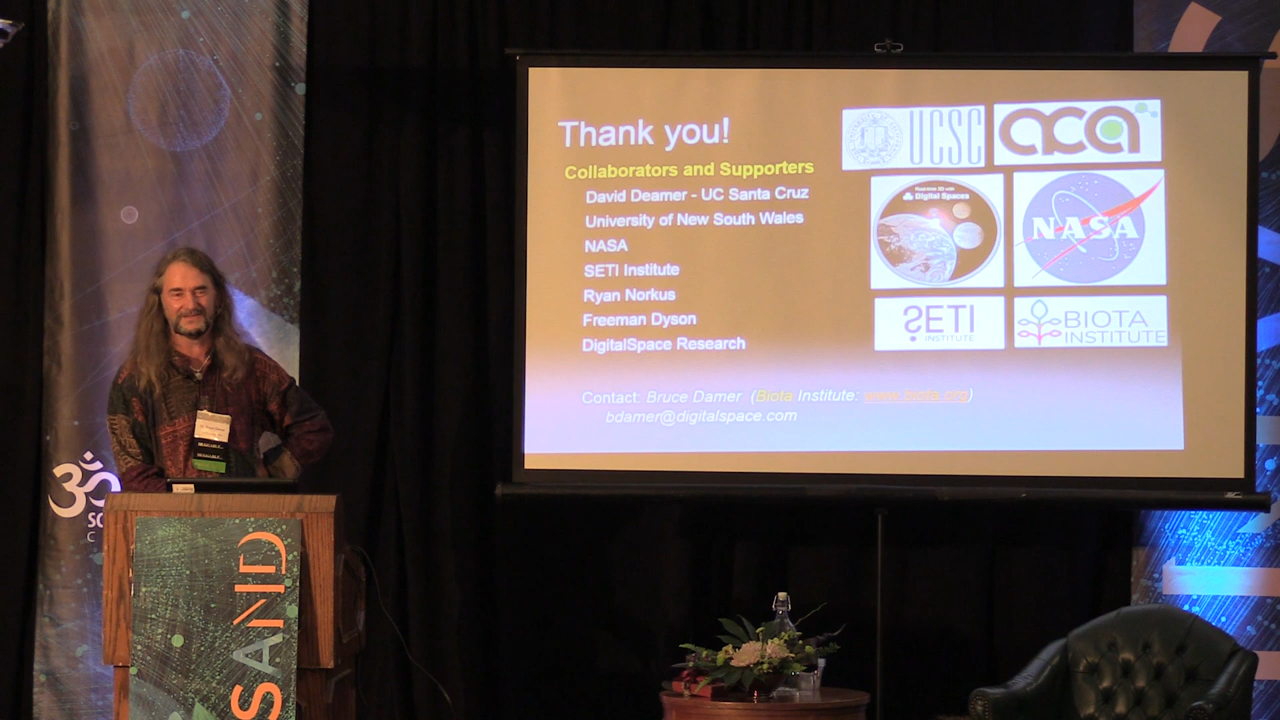 Thank you!
Collaborators and Supporters
David Deamer - UC Santa Cruz
University of New South Wales
NASA
SETI Institute
Ryan Norkus
Freeman Dyson
DigitalSpace Research
Contact: Bruce Damer (Biota Institute: www.biota.org)
bdamer@digitalspace.com
UCSC
aca
Digital Spaces
NASA
SETI
INSTITUTE
BIOTA
INSTITUTE
ॐ
SAND